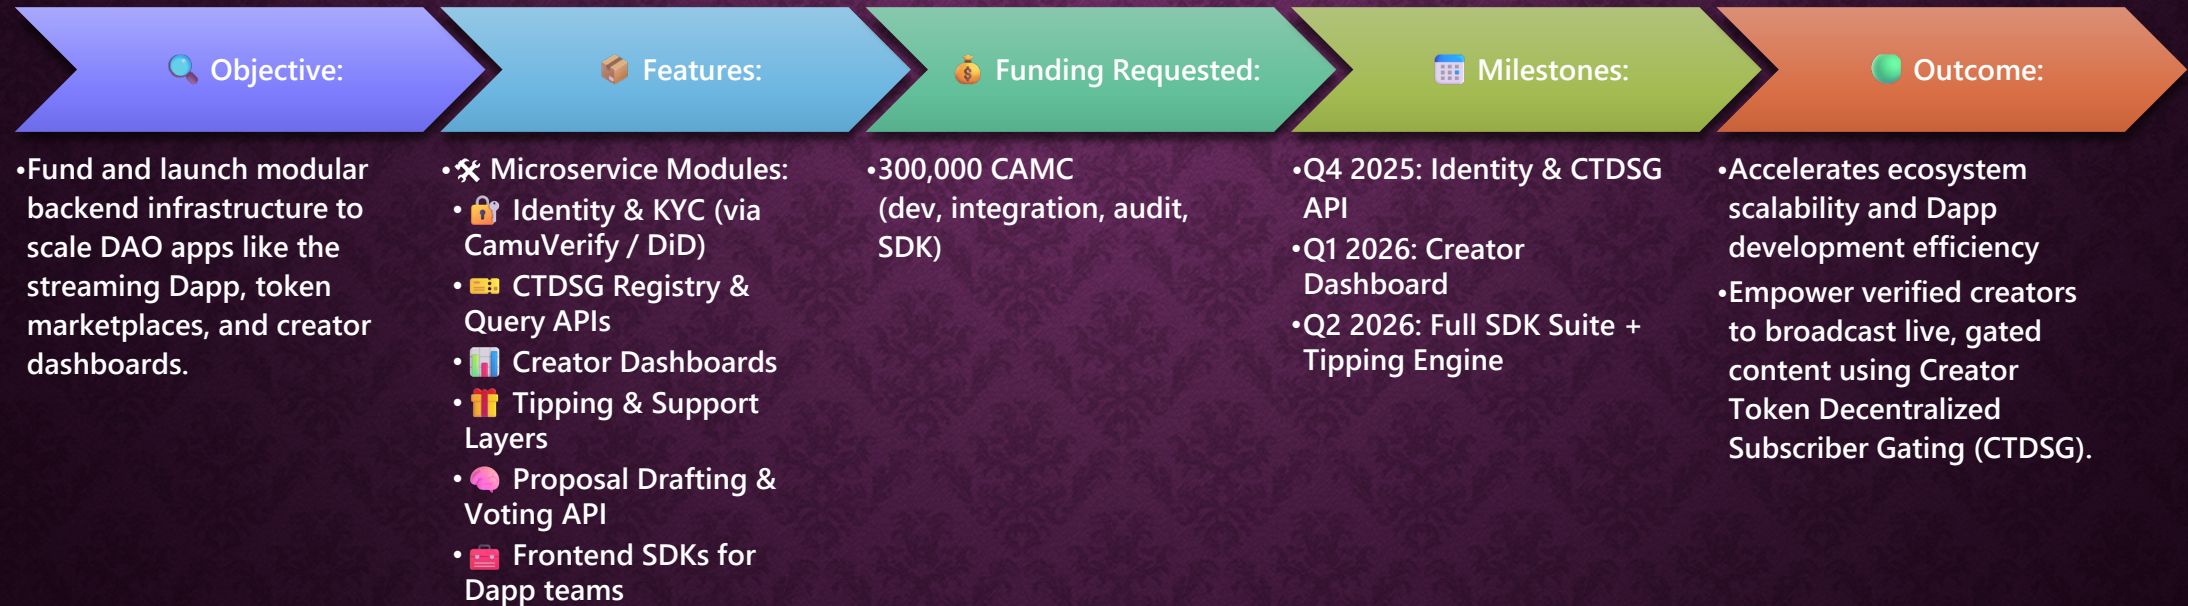 🔍 Objective:
📦 Features:
💰 Funding Requested:
📅 Milestones:
🟢 Outcome:
•Fund and launch modular
backend infrastructure to
scale DAO apps like the
streaming Dapp, token
marketplaces, and creator
dashboards.
•🛠 Microservice Modules:
•🔐 Identity & KYC (via
CamuVerify / DiD)
•🎫 CTDSG Registry &
Query APIs
•📊 Creator Dashboards
•🎁 Tipping & Support
Layers
•🧠 Proposal Drafting &
Voting API
•🧰 Frontend SDKs for
Dapp teams
•300,000 CAMC
(dev, integration, audit,
SDK)
•Q4 2025: Identity & CTDSG
API
•Q1 2026: Creator
Dashboard
•Q2 2026: Full SDK Suite +
Tipping Engine
•Accelerates ecosystem
scalability and Dapp
development efficiency
•Empower verified creators
to broadcast live, gated
content using Creator
Token Decentralized
Subscriber Gating (CTDSG).